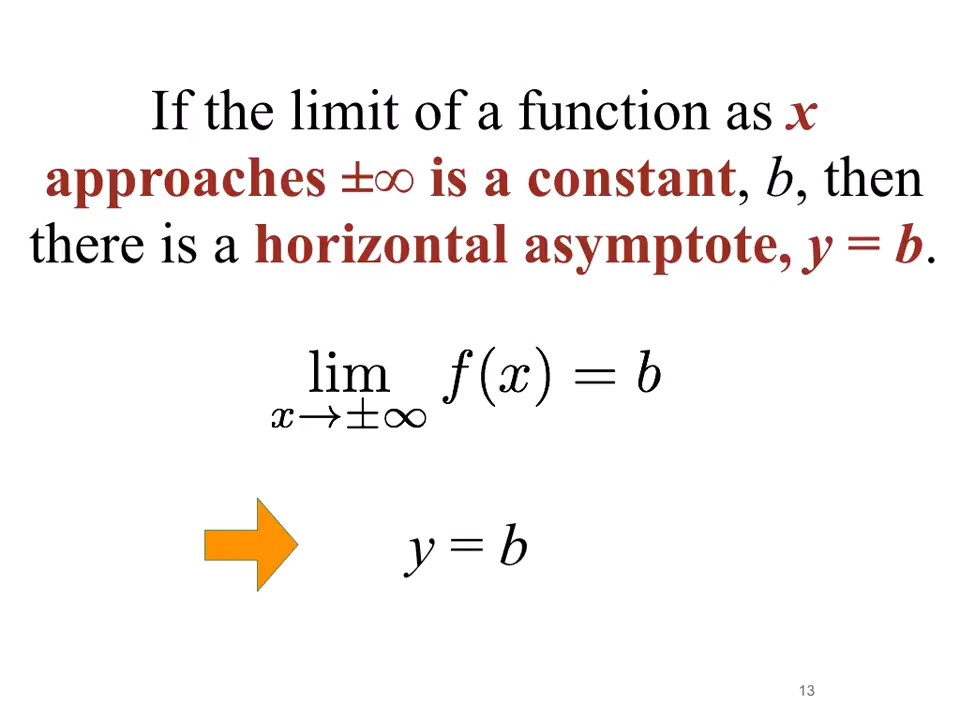 If the limit of a function as x
approaches ±∞ is a constant, b, then
there is a horizontal asymptote, y = b.
lim f(x) = b
x→±∞
y = b
13